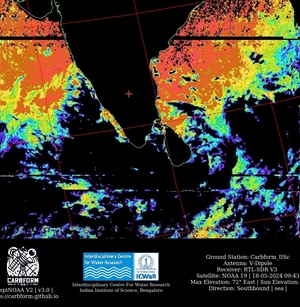 CARBFORM
Interdisciplinary Centre
for Water Research
ICWaR
spiNOAA V2 | v3.0 |
s://carbform.github.io
Interdisciplinary Centre For Water Research
Indian Institute of Science, Bengaluru
Ground Station: Carbform_IISc
Antenna: V-Dipole
Receiver: RTL-SDR V3
Satellite: NOAA 19 | 18-05-2024 09:43
Max Elevation: 72° East | Sun Elevation
Direction: Southbound | sea |